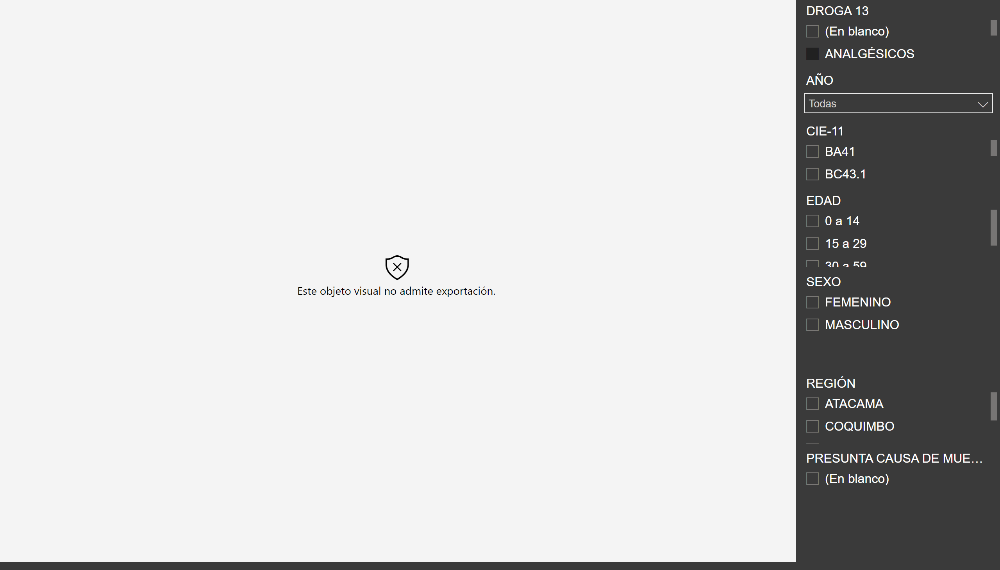 Este objeto visual no admite exportación.
DROGA 13
(En blanco)
ANALGÉSICOS
AÑO
Todas
CIE-11
BA41
BC43.1
EDAD
0 a 14
15 a 29
30 a 59
SEXO
FEMENINO
MASCULINO
REGIÓN
ATACAMA
COQUIMBO
PRESUNTA CAUSA DE MUE...
(En blanco)